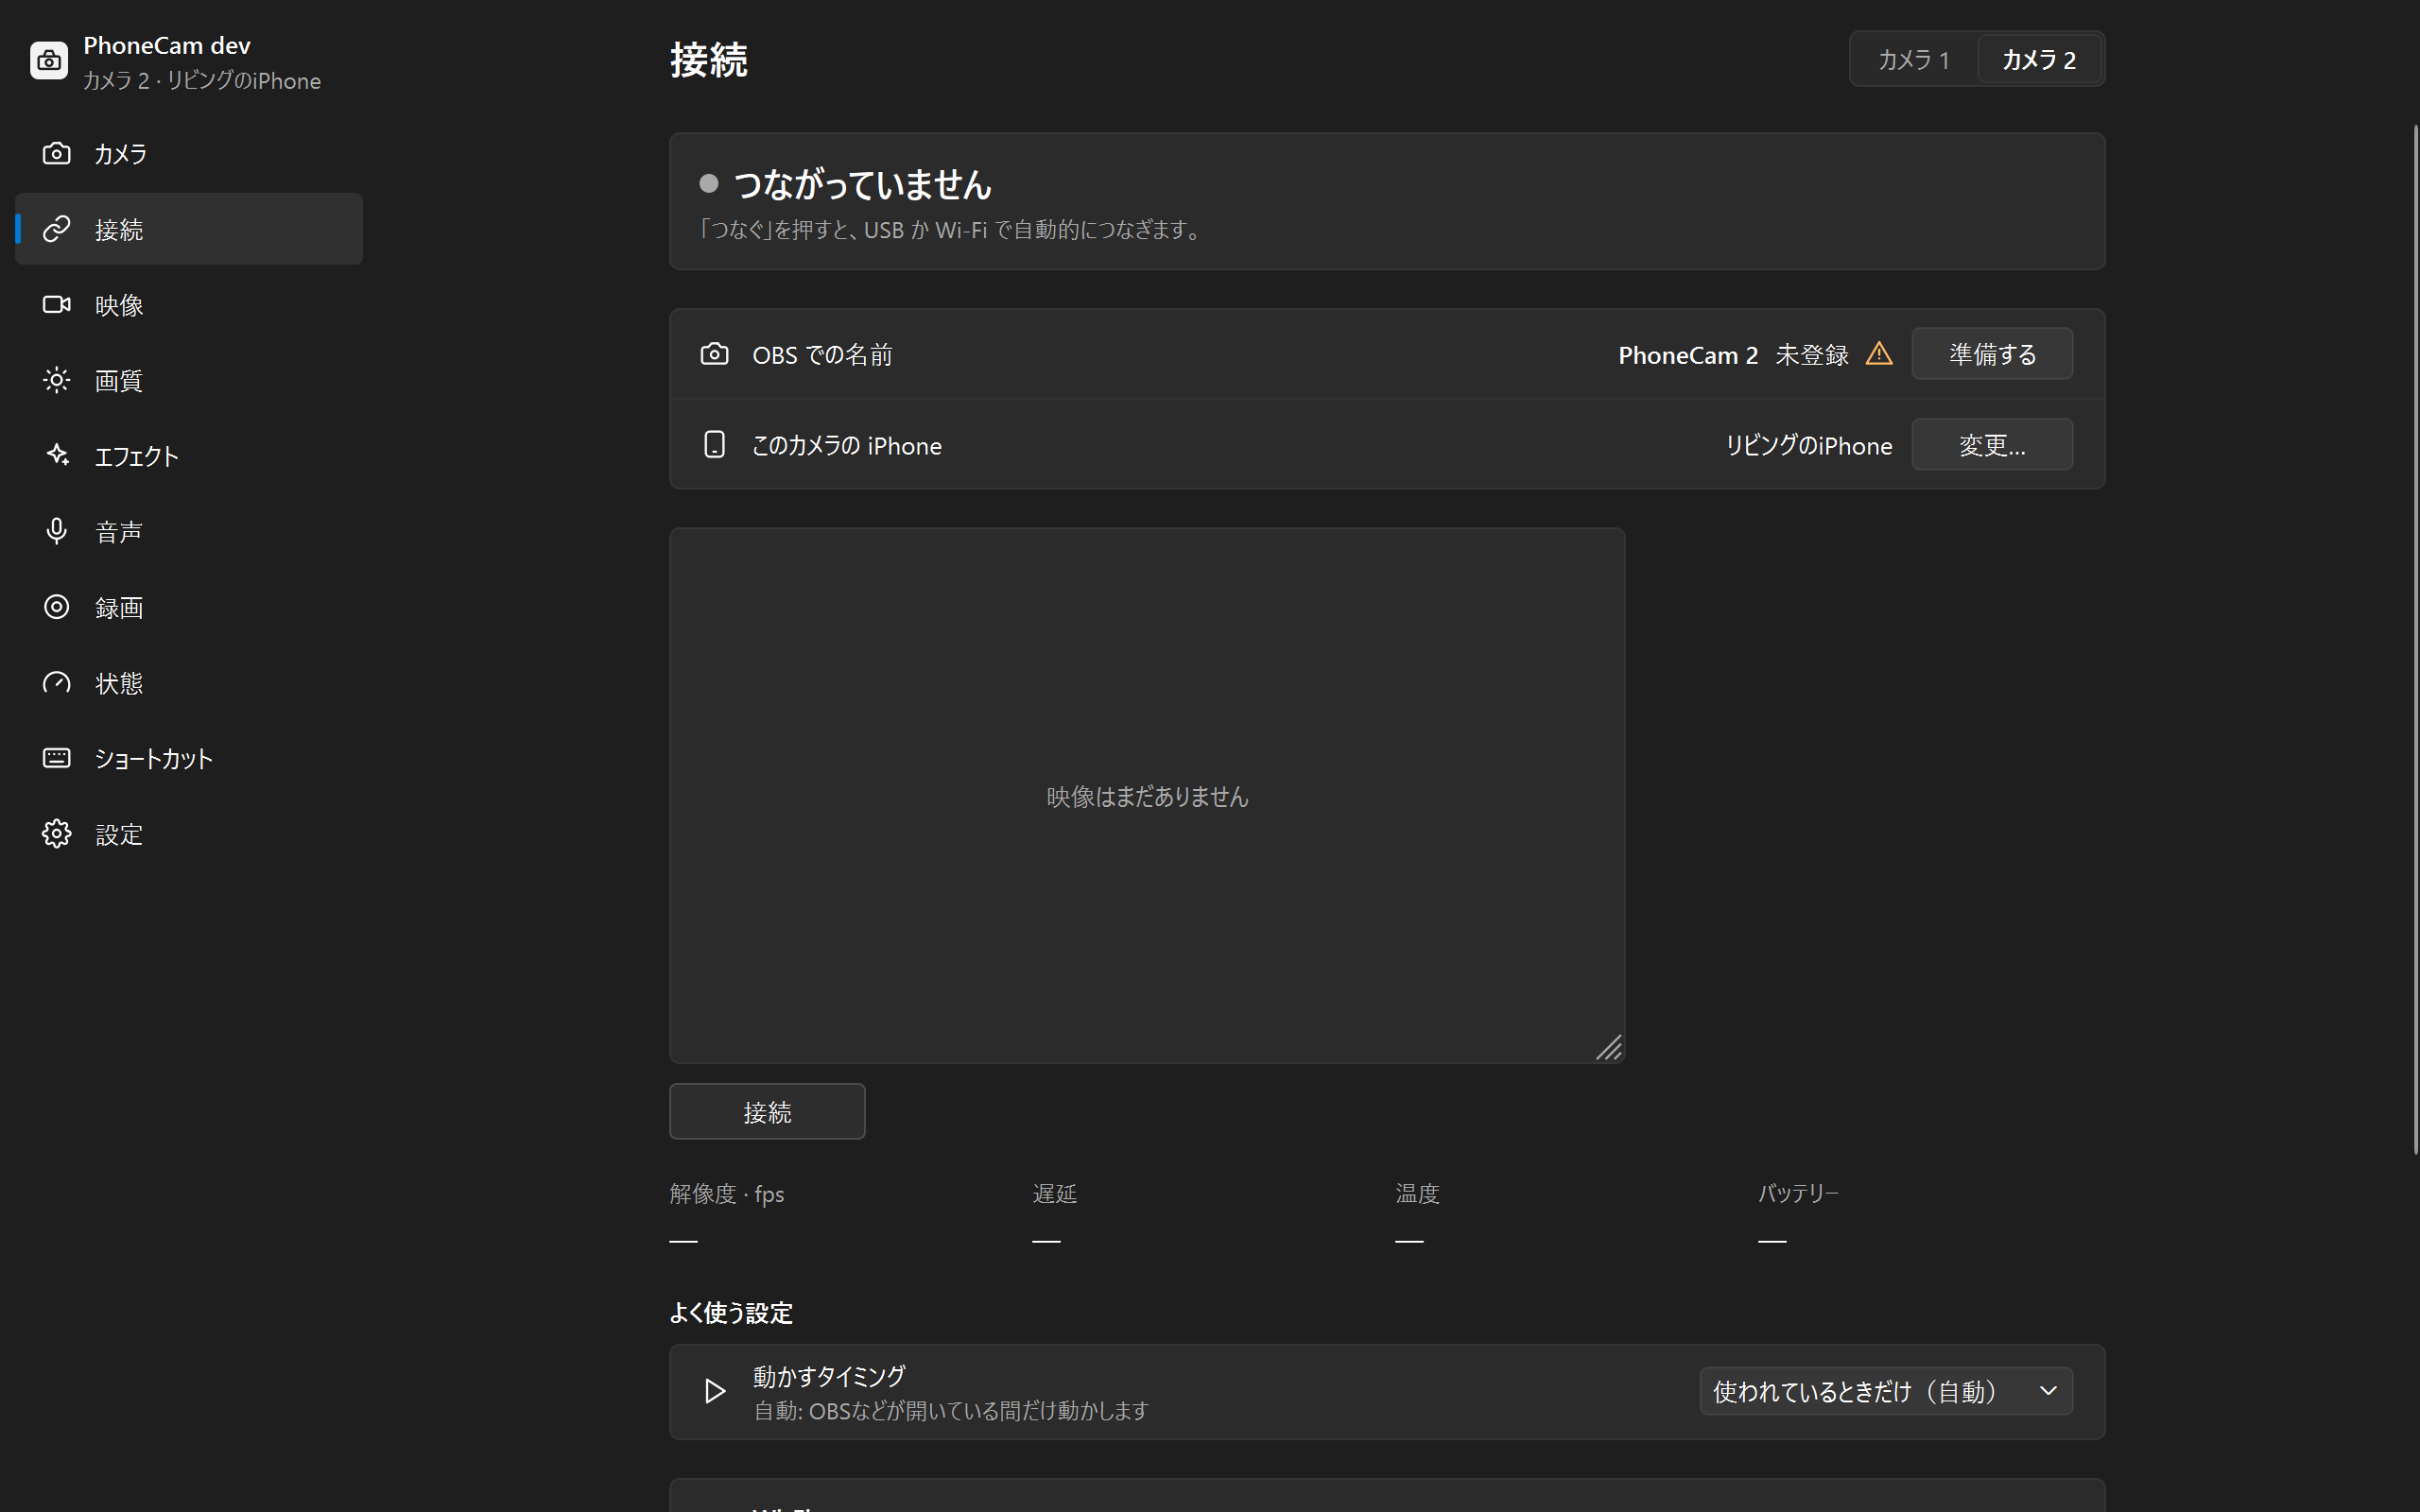 PhoneCam dev
カメラ 2 · リビングのiPhone
カメラ
接続
映像
画質
エフェクト
音声
録画
状態
ショートカット
設定
接続
カメラ 1
カメラ 2
つながっていません
「つなぐ」を押すと、USB か Wi-Fi で自動的につなぎます。
OBS での名前
PhoneCam 2 未登録
準備する
このカメラの iPhone
リビングのiPhone
変更...
映像はまだありません
接続
解像度 · fps
遅延
温度
バッテリー
—
—
—
—
よく使う設定
動かすタイミング
自動: OBSなどが開いている間だけ動かします
使われているときだけ（自動）